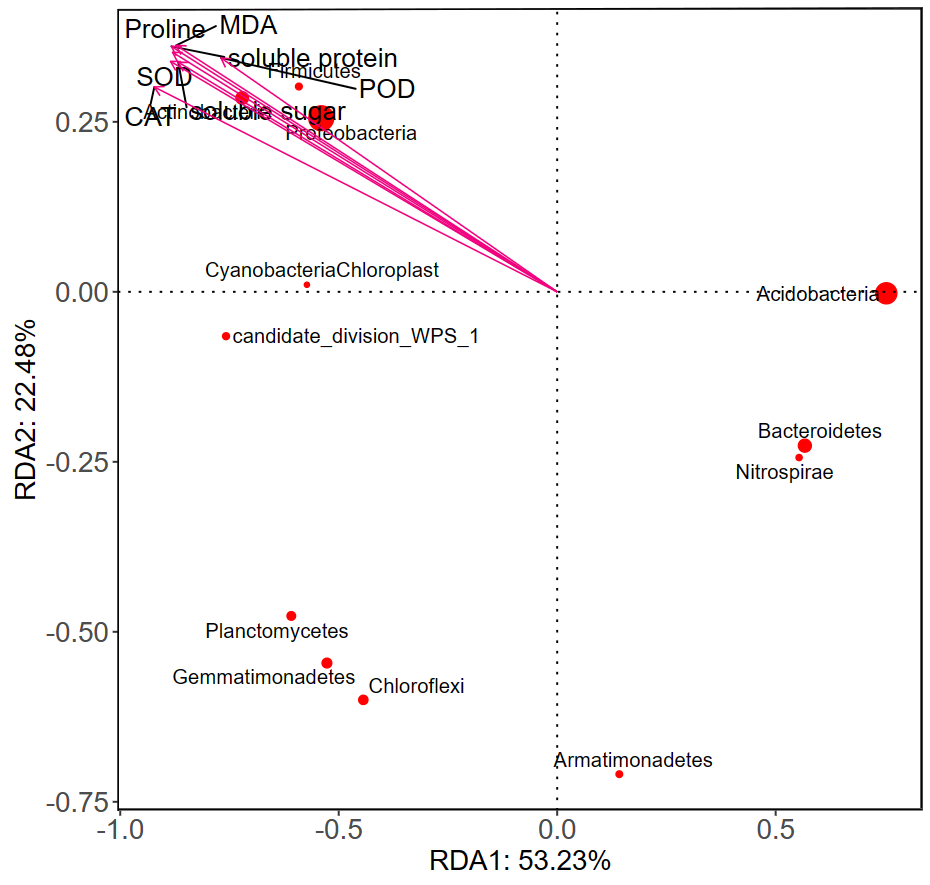 Proline
MDA
soluble protein
Firmicutes
SOD
POD
CAT
Actinobacteria
soluble sugar
0.25
Proteobacteria
CyanobacteriaChloroplast
0.00
Acidobacteria
candidate_division_WPS_1
RDA2: 22.48%
Bacteroidetes
-0.25
Nitrospirae
-0.50
Planctomycetes
Gemmatimonadetes
Chloroflexi
Armatimonadetes
-0.75
-1.0
-0.5
0.0
0.5
RDA1: 53.23%